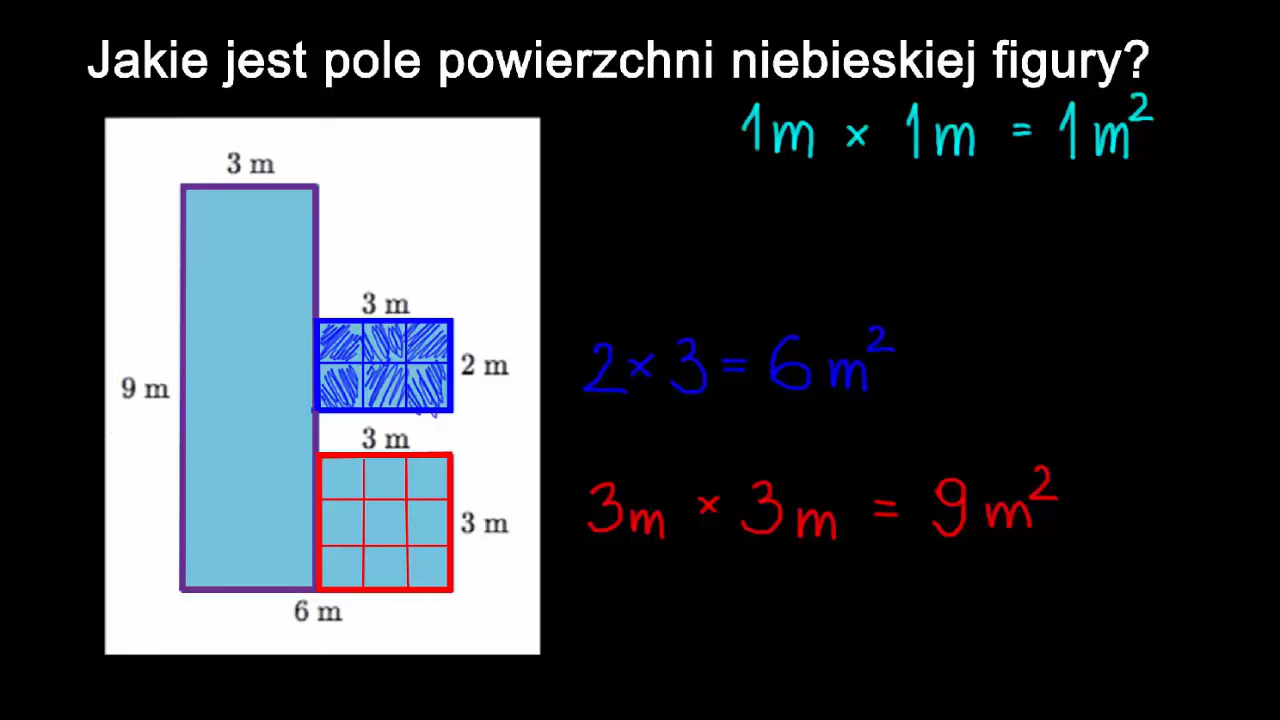 Jakie jest pole powierzchni niebieskiej figury?
1m × 1m = 1m²
3 m
3 m
2 m
2 × 3 = 6 m²
9 m
3 m
3 m
3m × 3m = 9 m²
6 m